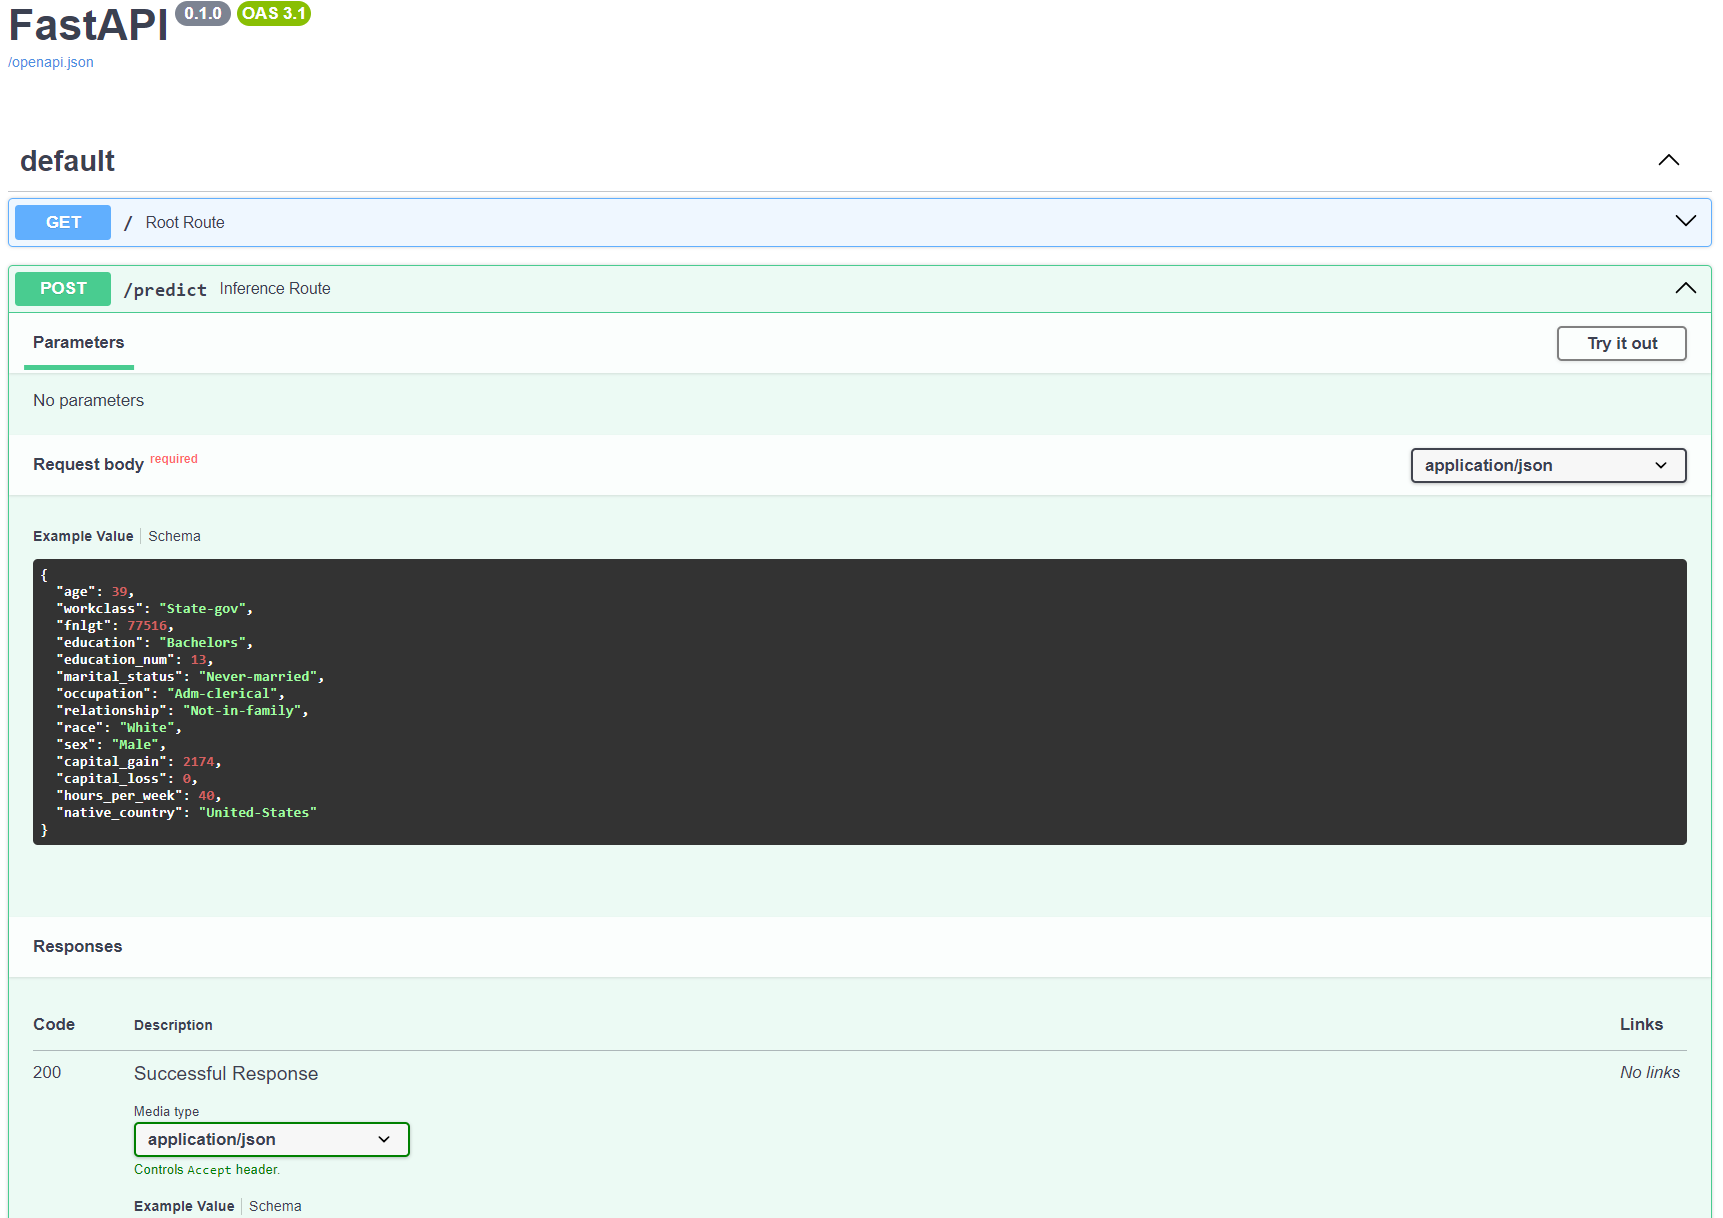 FastAPI 0.1.0 OAS 3.1
/openapi.json
default
GET / Root Route
POST /predict Inference Route
Parameters Try it out
No parameters
Request body required application/json
Example Value Schema
{
"age": 39,
"workclass": "State-gov",
"fnlgt": 77516,
"education": "Bachelors",
"education_num": 13,
"marital_status": "Never-married",
"occupation": "Adm-clerical",
"relationship": "Not-in-family",
"race": "White",
"sex": "Male",
"capital_gain": 2174,
"capital_loss": 0,
"hours_per_week": 40,
"native_country": "United-States"
}
Responses
Code Description Links
200 Successful Response No links
Media type
application/json
Controls Accept header.
Example Value Schema